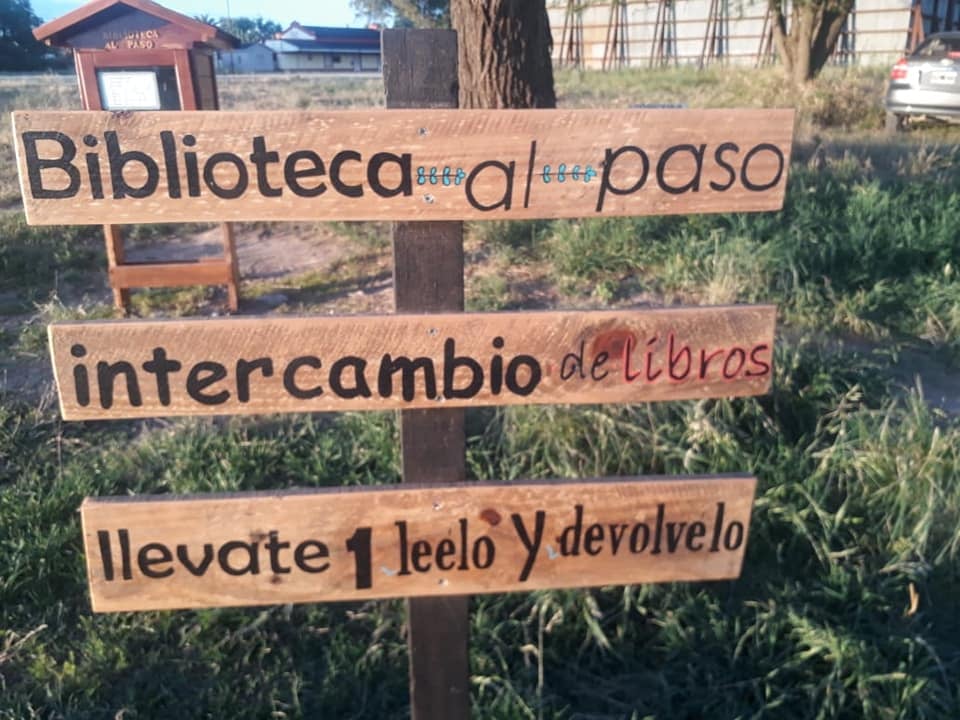 BIBLIOTECA
AL PASO
Biblioteca al paso
intercambio de libros
llevate 1 leelo y devolvelo